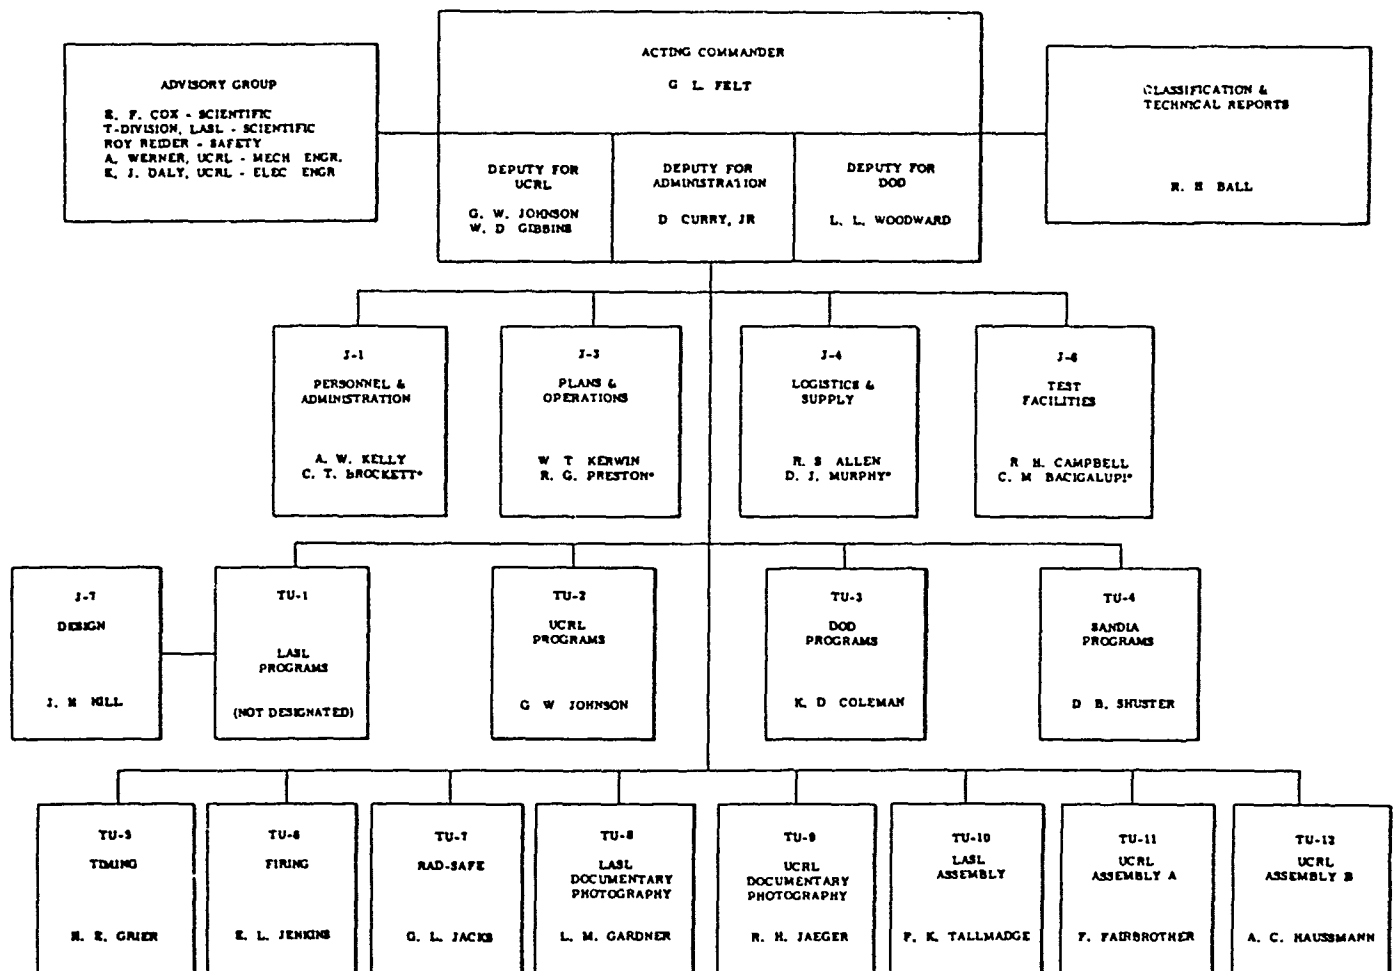 ACTING COMMANDER
G L. FELT
ADVISORY GROUP
E. F. COX - SCIENTIFIC
T-DIVISION, LASL - SCIENTIFIC
ROY REIDER - SAFETY
A. WERNER, UCRL - MECH ENGR.
K. J. DALY, UCRL - ELEC ENGR
CLASSIFICATION &
TECHNICAL REPORTS
R. H BALL
DEPUTY FOR
UCRL
G. W. JOHNSON
W. D GIBBINS
DEPUTY FOR
ADMINISTRATION
D CURRY, JR
DEPUTY FOR
DOD
L. L. WOODWARD
J-1
PERSONNEL &
ADMINISTRATION
A. W. KELLY
C. T. BROCKETT*
J-3
PLANS &
OPERATIONS
W T KERWIN
R. G. PRESTON*
J-4
LOGISTICS &
SUPPLY
R. S ALLEN
D. J. MURPHY*
J-6
TEST
FACILITIES
R H. CAMPBELL
C. M BACIGALUPI*
J-7
DESIGN
J. H HILL
TU-1
LASL
PROGRAMS
(NOT DESIGNATED)
TU-2
UCRL
PROGRAMS
G W JOHNSON
TU-3
DOD
PROGRAMS
K. D COLEMAN
TU-4
SANDIA
PROGRAMS
D B. SHUSTER
TU-5
TIMING
H. E. GRIER
TU-6
FIRING
E. L. JENKINS
TU-7
RAD-SAFE
G. L. JACKS
TU-8
LASL
DOCUMENTARY
PHOTOGRAPHY
L. M. GARDNER
TU-9
UCRL
DOCUMENTARY
PHOTOGRAPHY
R. H. JAEGER
TU-10
LASL
ASSEMBLY
F. K. TALLMADGE
TU-11
UCRL
ASSEMBLY A
F. FAIRBROTHER
TU-12
UCRL
ASSEMBLY B
A. C. HAUSSMANN